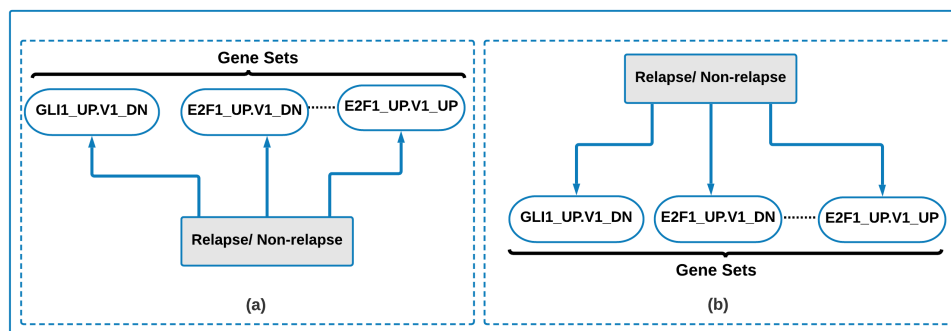 Gene Sets
GLI1_UP.V1_DN
E2F1_UP.V1_DN
E2F1_UP.V1_UP
Relapse/ Non-relapse
(a)
Relapse/ Non-relapse
GLI1_UP.V1_DN
E2F1_UP.V1_DN
E2F1_UP.V1_UP
Gene Sets
(b)